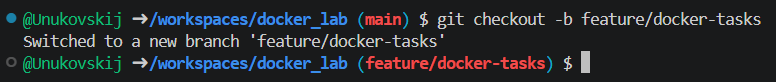 @Unukovskij ➜/workspaces/docker_lab (main) $ git checkout -b feature/docker-tasks
Switched to a new branch 'feature/docker-tasks'
@Unukovskij ➜/workspaces/docker_lab (feature/docker-tasks) $